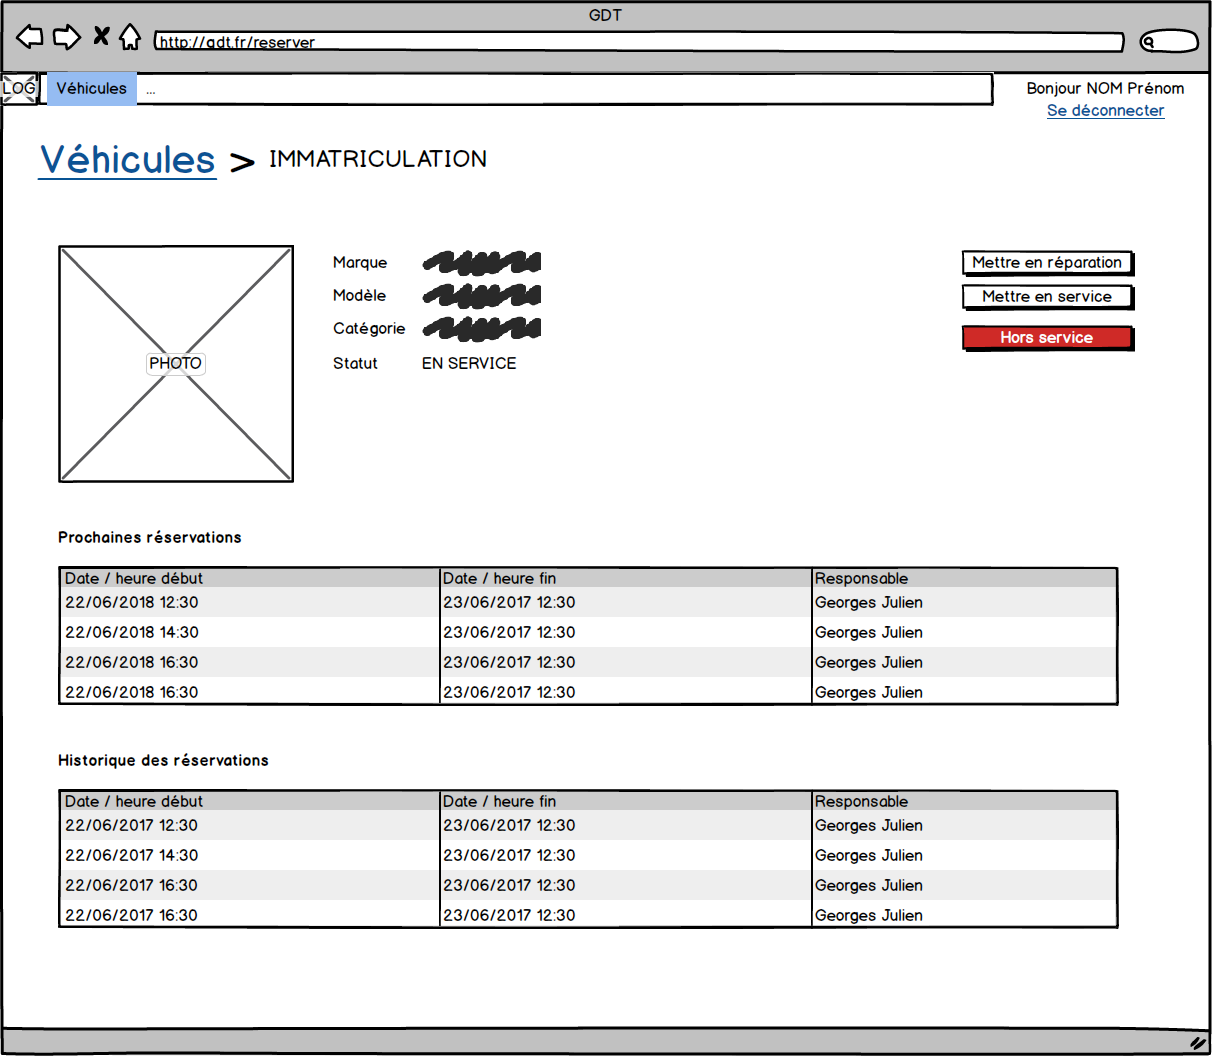 GDT
http://gdt.fr/reserver
LOG Véhicules ... Bonjour NOM Prénom
Se déconnecter
Véhicules > IMMATRICULATION
PHOTO
Marque
Modèle
Catégorie
Statut EN SERVICE
Mettre en réparation
Mettre en service
Hors service
Prochaines réservations
Date / heure début Date / heure fin Responsable
22/06/2018 12:30 23/06/2017 12:30 Georges Julien
22/06/2018 14:30 23/06/2017 12:30 Georges Julien
22/06/2018 16:30 23/06/2017 12:30 Georges Julien
22/06/2018 16:30 23/06/2017 12:30 Georges Julien
Historique des réservations
Date / heure début Date / heure fin Responsable
22/06/2017 12:30 23/06/2017 12:30 Georges Julien
22/06/2017 14:30 23/06/2017 12:30 Georges Julien
22/06/2017 16:30 23/06/2017 12:30 Georges Julien
22/06/2017 16:30 23/06/2017 12:30 Georges Julien